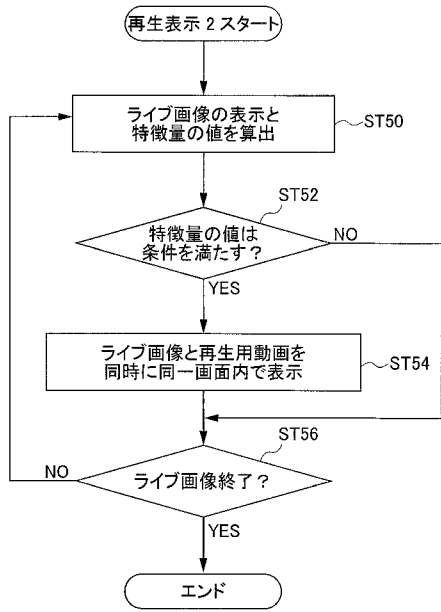 再生表示2スタート
ライブ画像の表示と
特徴量の値を算出
ST50
ST52
特徴量の値は
条件を満たす？
NO
YES
ライブ画像と再生用動画を
同時に同一画面内で表示
ST54
ST56
NO
ライブ画像終了？
YES
エンド